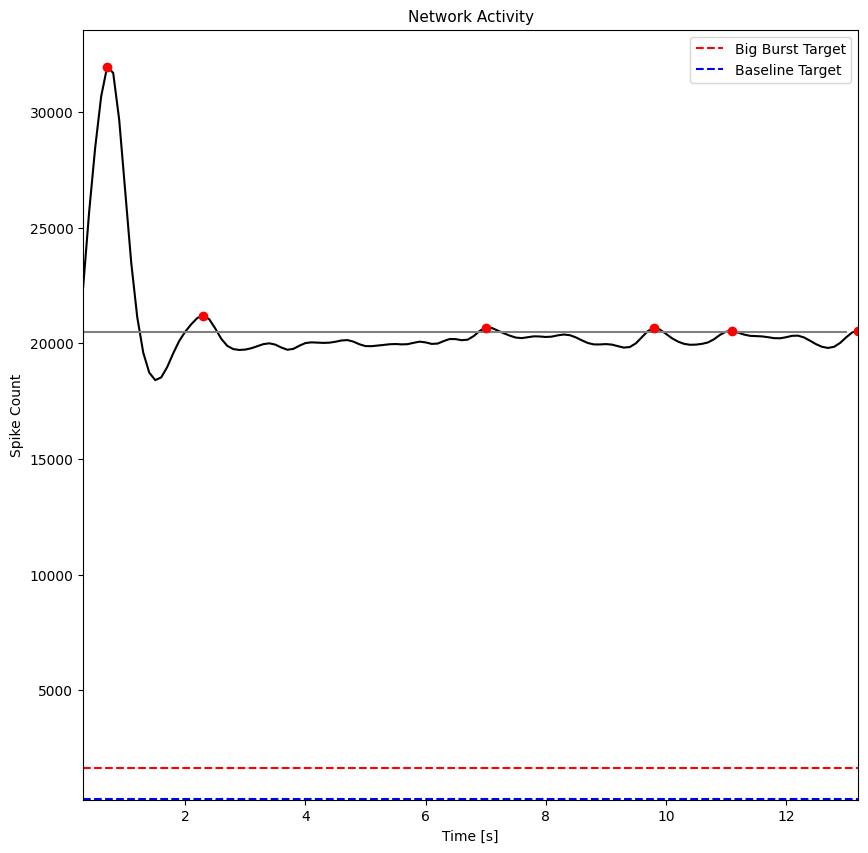 Network Activity
Big Burst Target
Baseline Target
30000
25000
20000
15000
10000
5000
Spike Count
2 4 6 8 10 12
Time [s]